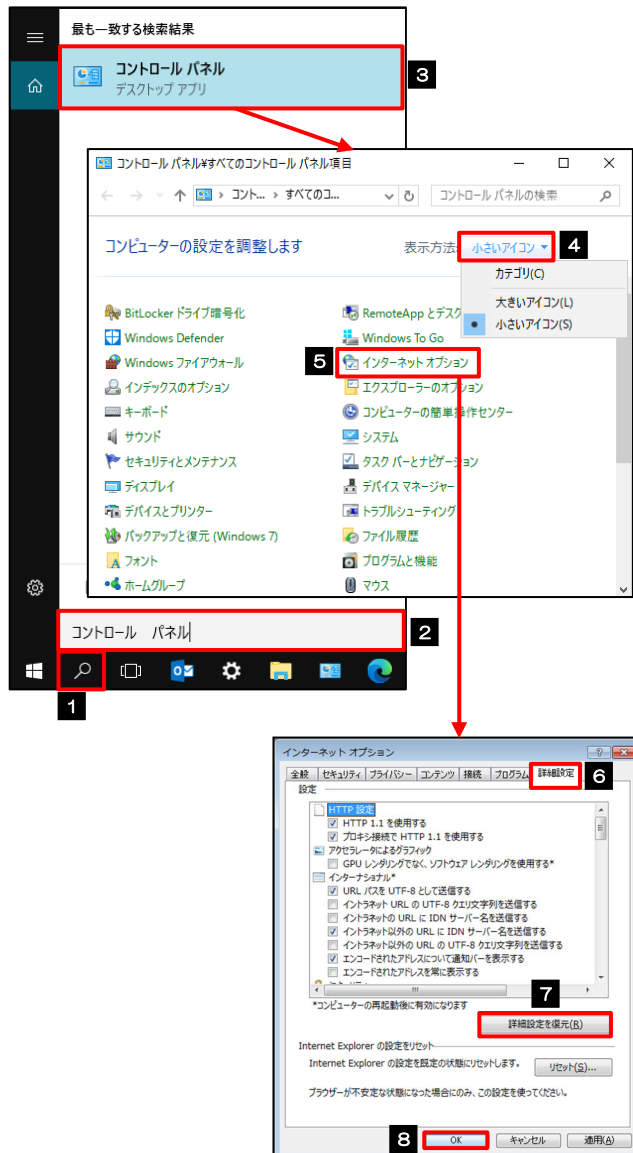 最も一致する検索結果
コントロール パネル
デスクトップ アプリ
3
コントロール パネル¥すべてのコントロール パネル項目
コント... › すべてのコ...
コントロール パネルの検索
コンピューターの設定を調整します
表示方法:
小さいアイコン
4
カテゴリ(C)
大きいアイコン(L)
小さいアイコン(S)
BitLocker ドライブ暗号化
RemoteApp とデスク
Windows Defender
Windows To Go
Windows ファイアウォール
5
インターネット オプション
インデックスのオプション
エクスプローラーのオプション
キーボード
コンピューターの簡単操作センター
サウンド
システム
セキュリティとメンテナンス
タスク バーとナビゲーション
ディスプレイ
デバイス マネージャー
デバイスとプリンター
トラブルシューティング
バックアップと復元 (Windows 7)
ファイル履歴
フォント
プログラムと機能
ホームグループ
マウス
コントロール　パネル
2
1
インターネット オプション
全般 セキュリティ プライバシー コンテンツ 接続 プログラム 詳細設定
6
設定
HTTP 設定
HTTP 1.1 を使用する
プロキシ接続で HTTP 1.1 を使用する
アクセラレータによるグラフィック
GPU レンダリングでなく、ソフトウェア レンダリングを使用する*
インターナショナル*
URL パスを UTF-8 として送信する
イントラネット URL の UTF-8 クエリ文字列を送信する
イントラネットの URL に IDN サーバー名を送信する
イントラネット以外の URL に IDN サーバー名を送信する
イントラネット以外の URL の UTF-8 クエリ文字列を送信する
エンコードされたアドレスについて通知バーを表示する
エンコードされたアドレスを常に表示する
7
*コンピューターの再起動後に有効になります
詳細設定を復元(R)
Internet Explorer の設定をリセット
Internet Explorer の設定を既定の状態にリセットします。
リセット(S)...
ブラウザーが不安定な状態になった場合にのみ、この設定を使ってください。
8
OK
キャンセル
適用(A)